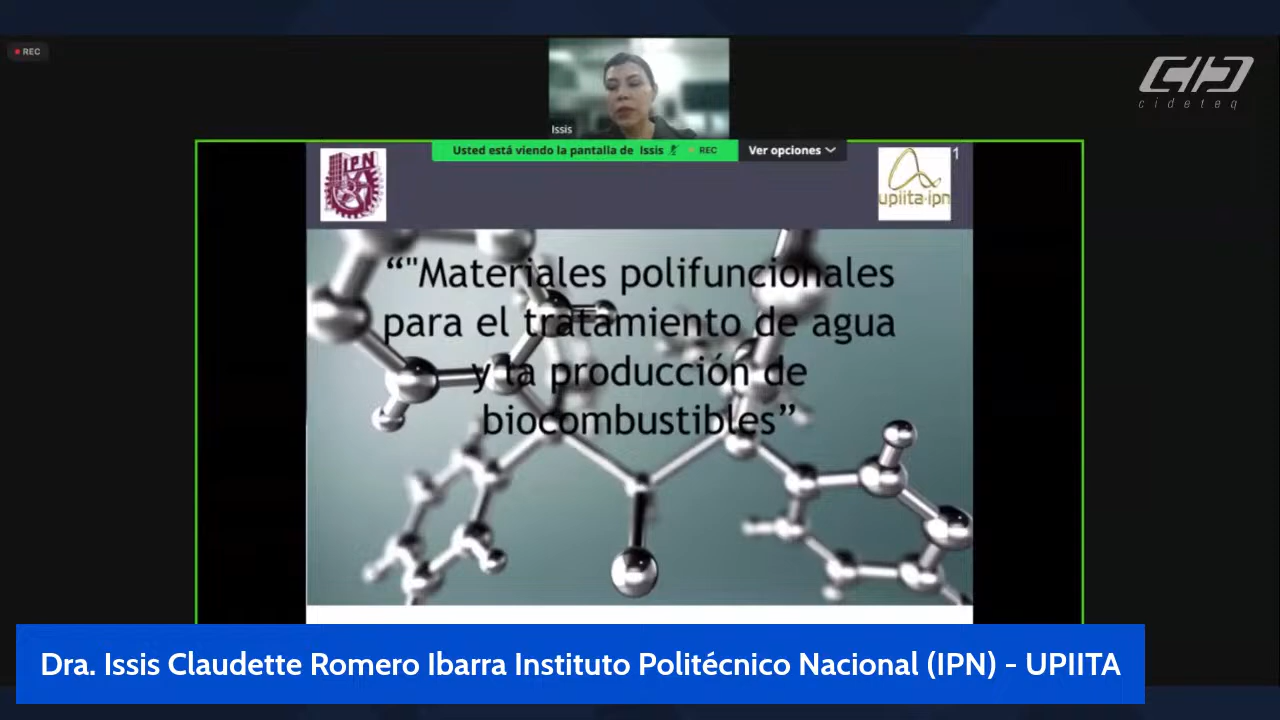 REC
cideteq
Issis
Usted está viendo la pantalla de Issis REC Ver opciones
IPN
upiita-ipn
1
“"Materiales polifuncionales
para el tratamiento de agua
y la producción de
biocombustibles”
Dra. Issis Claudette Romero Ibarra Instituto Politécnico Nacional (IPN) - UPIITA